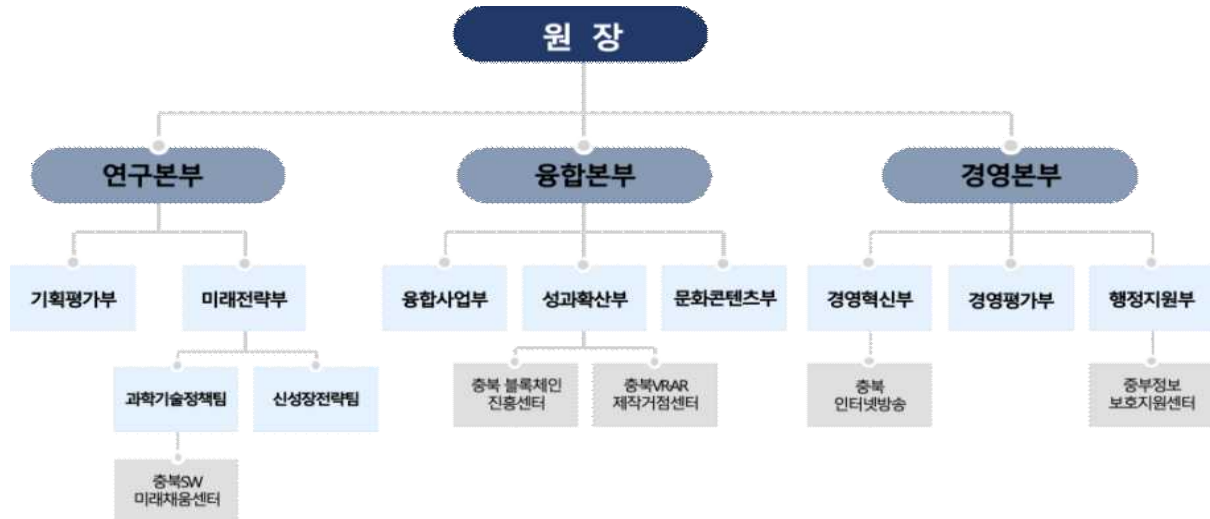 원 장
연구본부
융합본부
경영본부
기획평가부
미래전략부
융합사업부
성과확산부
문화콘텐츠부
경영혁신부
경영평가부
행정지원부
과학기술정책팀
신성장전략팀
충북 블록체인
진흥센터
충북VRAR
제작거점센터
충북
인터넷방송
중부정보
보호지원센터
충북SW
미래채움센터